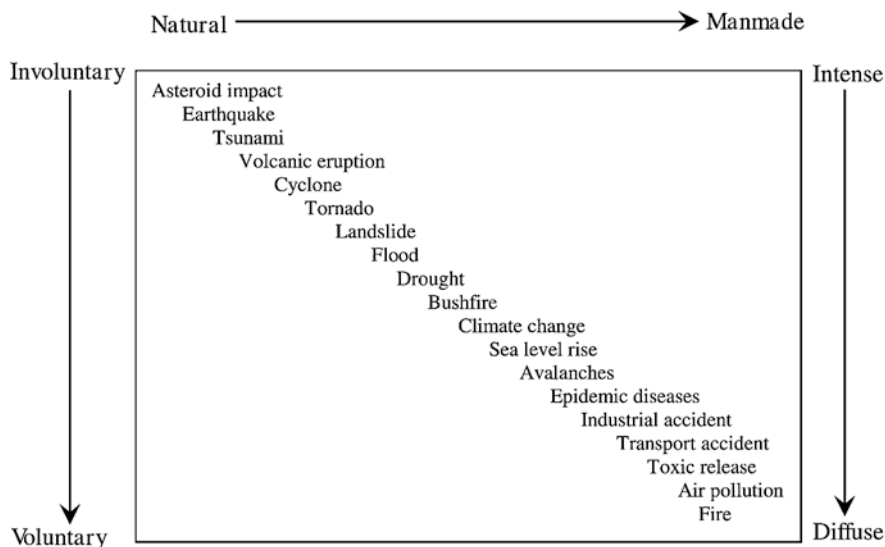 Natural Manmade
Involuntary Intense
Asteroid impact
Earthquake
Tsunami
Volcanic eruption
Cyclone
Tornado
Landslide
Flood
Drought
Bushfire
Climate change
Sea level rise
Avalanches
Epidemic diseases
Industrial accident
Transport accident
Toxic release
Air pollution
Fire
Voluntary Diffuse